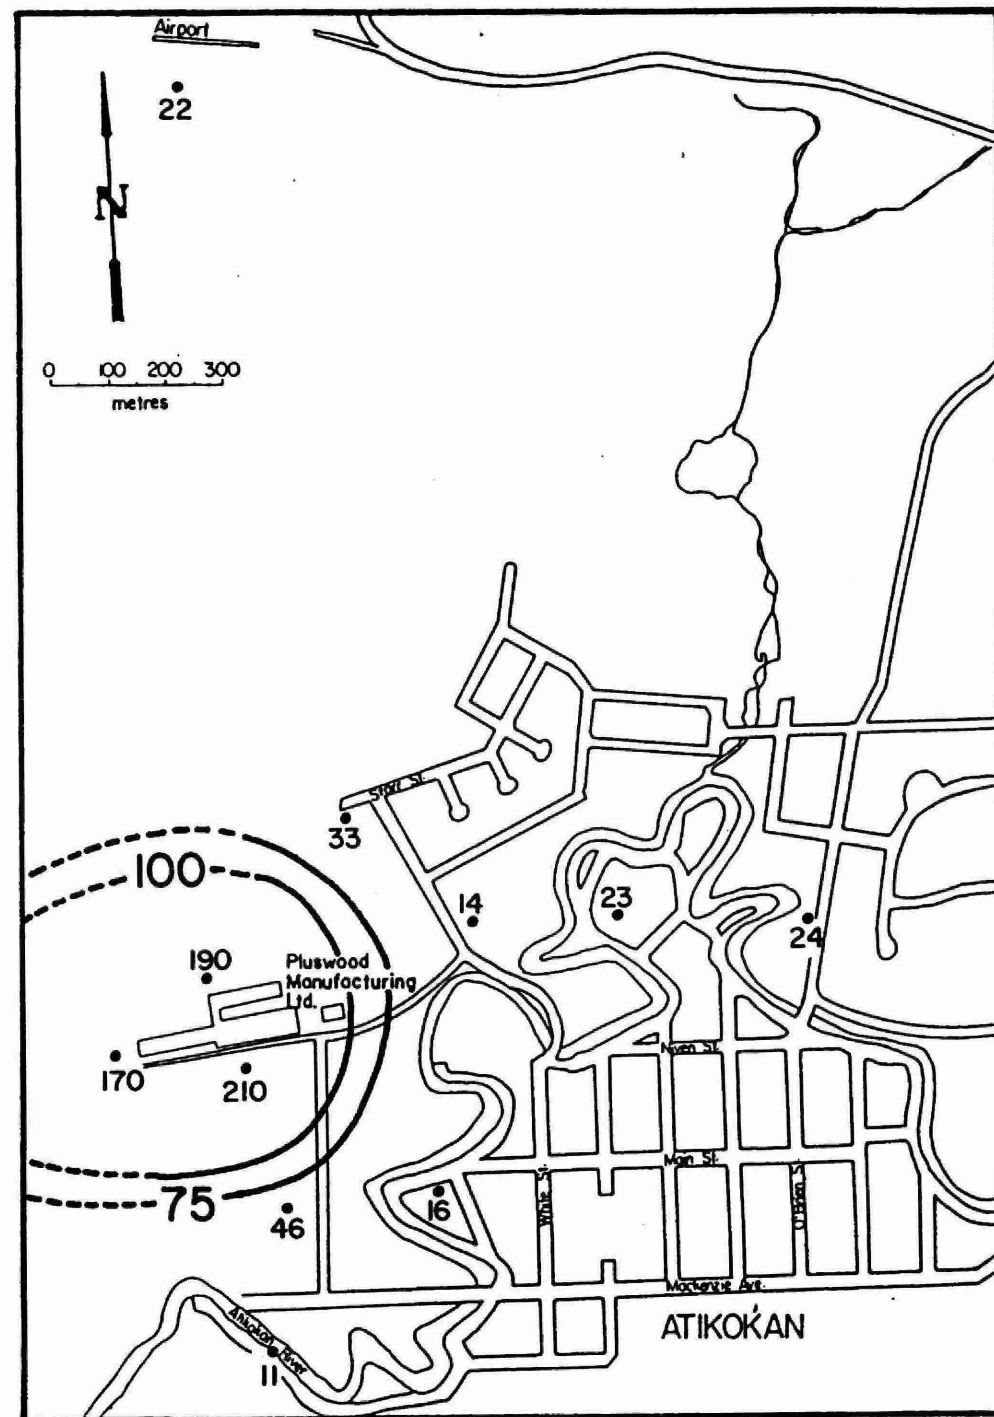 Airport
22
N
0 100 200 300
metres
Starr St.
33
100
14
23
24
190
Pluswood
Manufacturing
Ltd.
170
210
Niven St.
Main St.
White St.
O'Brien St.
75
46
16
Mackenzie Ave.
ATIKOKAN
Atikokan River
11